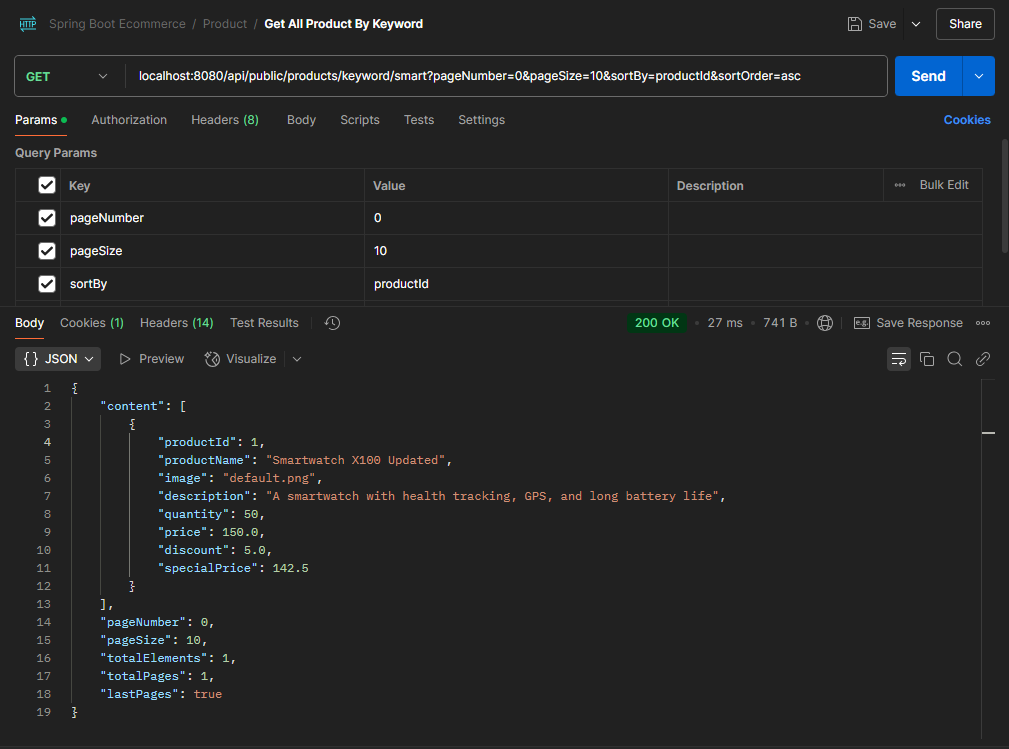 HTTP Spring Boot Ecommerce / Product / Get All Product By Keyword Save Share
GET localhost:8080/api/public/products/keyword/smart?pageNumber=0&pageSize=10&sortBy=productId&sortOrder=asc Send
Params Authorization Headers (8) Body Scripts Tests Settings Cookies
Query Params
Key Value Description Bulk Edit
pageNumber 0
pageSize 10
sortBy productId
Body Cookies (1) Headers (14) Test Results 200 OK 27 ms 741 B e.g. Save Response
{} JSON Preview Visualize
1 {
2 "content": [
3 {
4 "productId": 1,
5 "productName": "Smartwatch X100 Updated",
6 "image": "default.png",
7 "description": "A smartwatch with health tracking, GPS, and long battery life",
8 "quantity": 50,
9 "price": 150.0,
10 "discount": 5.0,
11 "specialPrice": 142.5
12 }
13 ],
14 "pageNumber": 0,
15 "pageSize": 10,
16 "totalElements": 1,
17 "totalPages": 1,
18 "lastPages": true
19 }